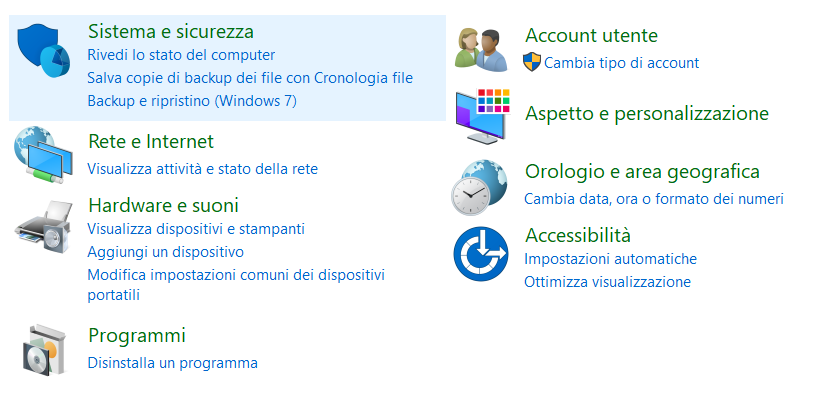 Sistema e sicurezza
Rivedi lo stato del computer
Salva copie di backup dei file con Cronologia file
Backup e ripristino (Windows 7)
Rete e Internet
Visualizza attività e stato della rete
Hardware e suoni
Visualizza dispositivi e stampanti
Aggiungi un dispositivo
Modifica impostazioni comuni dei dispositivi
portatili
Programmi
Disinstalla un programma
Account utente
Cambia tipo di account
Aspetto e personalizzazione
Orologio e area geografica
Cambia data, ora o formato dei numeri
Accessibilità
Impostazioni automatiche
Ottimizza visualizzazione